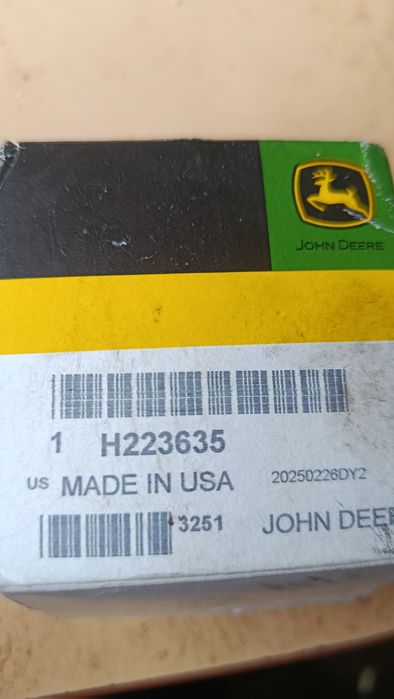 JOHN DEERE
1 H223635
US MADE IN USA 20250226DY2
3251 JOHN DEER